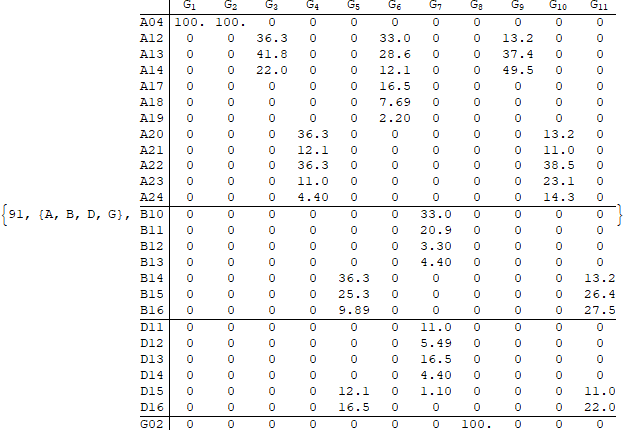 G₁ G₂ G₃ G₄ G₅ G₆ G₇ G₈ G₉ G₁₀ G₁₁
A04 100. 100. 0 0 0 0 0 0 0 0 0
A12 0 0 36.3 0 0 33.0 0 0 13.2 0 0
A13 0 0 41.8 0 0 28.6 0 0 37.4 0 0
A14 0 0 22.0 0 0 12.1 0 0 49.5 0 0
A17 0 0 0 0 0 16.5 0 0 0 0 0
A18 0 0 0 0 0 7.69 0 0 0 0 0
A19 0 0 0 0 0 2.20 0 0 0 0 0
A20 0 0 0 36.3 0 0 0 0 0 13.2 0
A21 0 0 0 12.1 0 0 0 0 0 11.0 0
A22 0 0 0 36.3 0 0 0 0 0 38.5 0
A23 0 0 0 11.0 0 0 0 0 0 23.1 0
A24 0 0 0 4.40 0 0 0 0 0 14.3 0
{91, {A, B, D, G}, B10 0 0 0 0 0 0 33.0 0 0 0 0 }
B11 0 0 0 0 0 0 20.9 0 0 0 0
B12 0 0 0 0 0 0 3.30 0 0 0 0
B13 0 0 0 0 0 0 4.40 0 0 0 0
B14 0 0 0 0 36.3 0 0 0 0 0 13.2
B15 0 0 0 0 25.3 0 0 0 0 0 26.4
B16 0 0 0 0 9.89 0 0 0 0 0 27.5
D11 0 0 0 0 0 0 11.0 0 0 0 0
D12 0 0 0 0 0 0 5.49 0 0 0 0
D13 0 0 0 0 0 0 16.5 0 0 0 0
D14 0 0 0 0 0 0 4.40 0 0 0 0
D15 0 0 0 0 12.1 0 1.10 0 0 0 11.0
D16 0 0 0 0 16.5 0 0 0 0 0 22.0
G02 0 0 0 0 0 0 0 100. 0 0 0